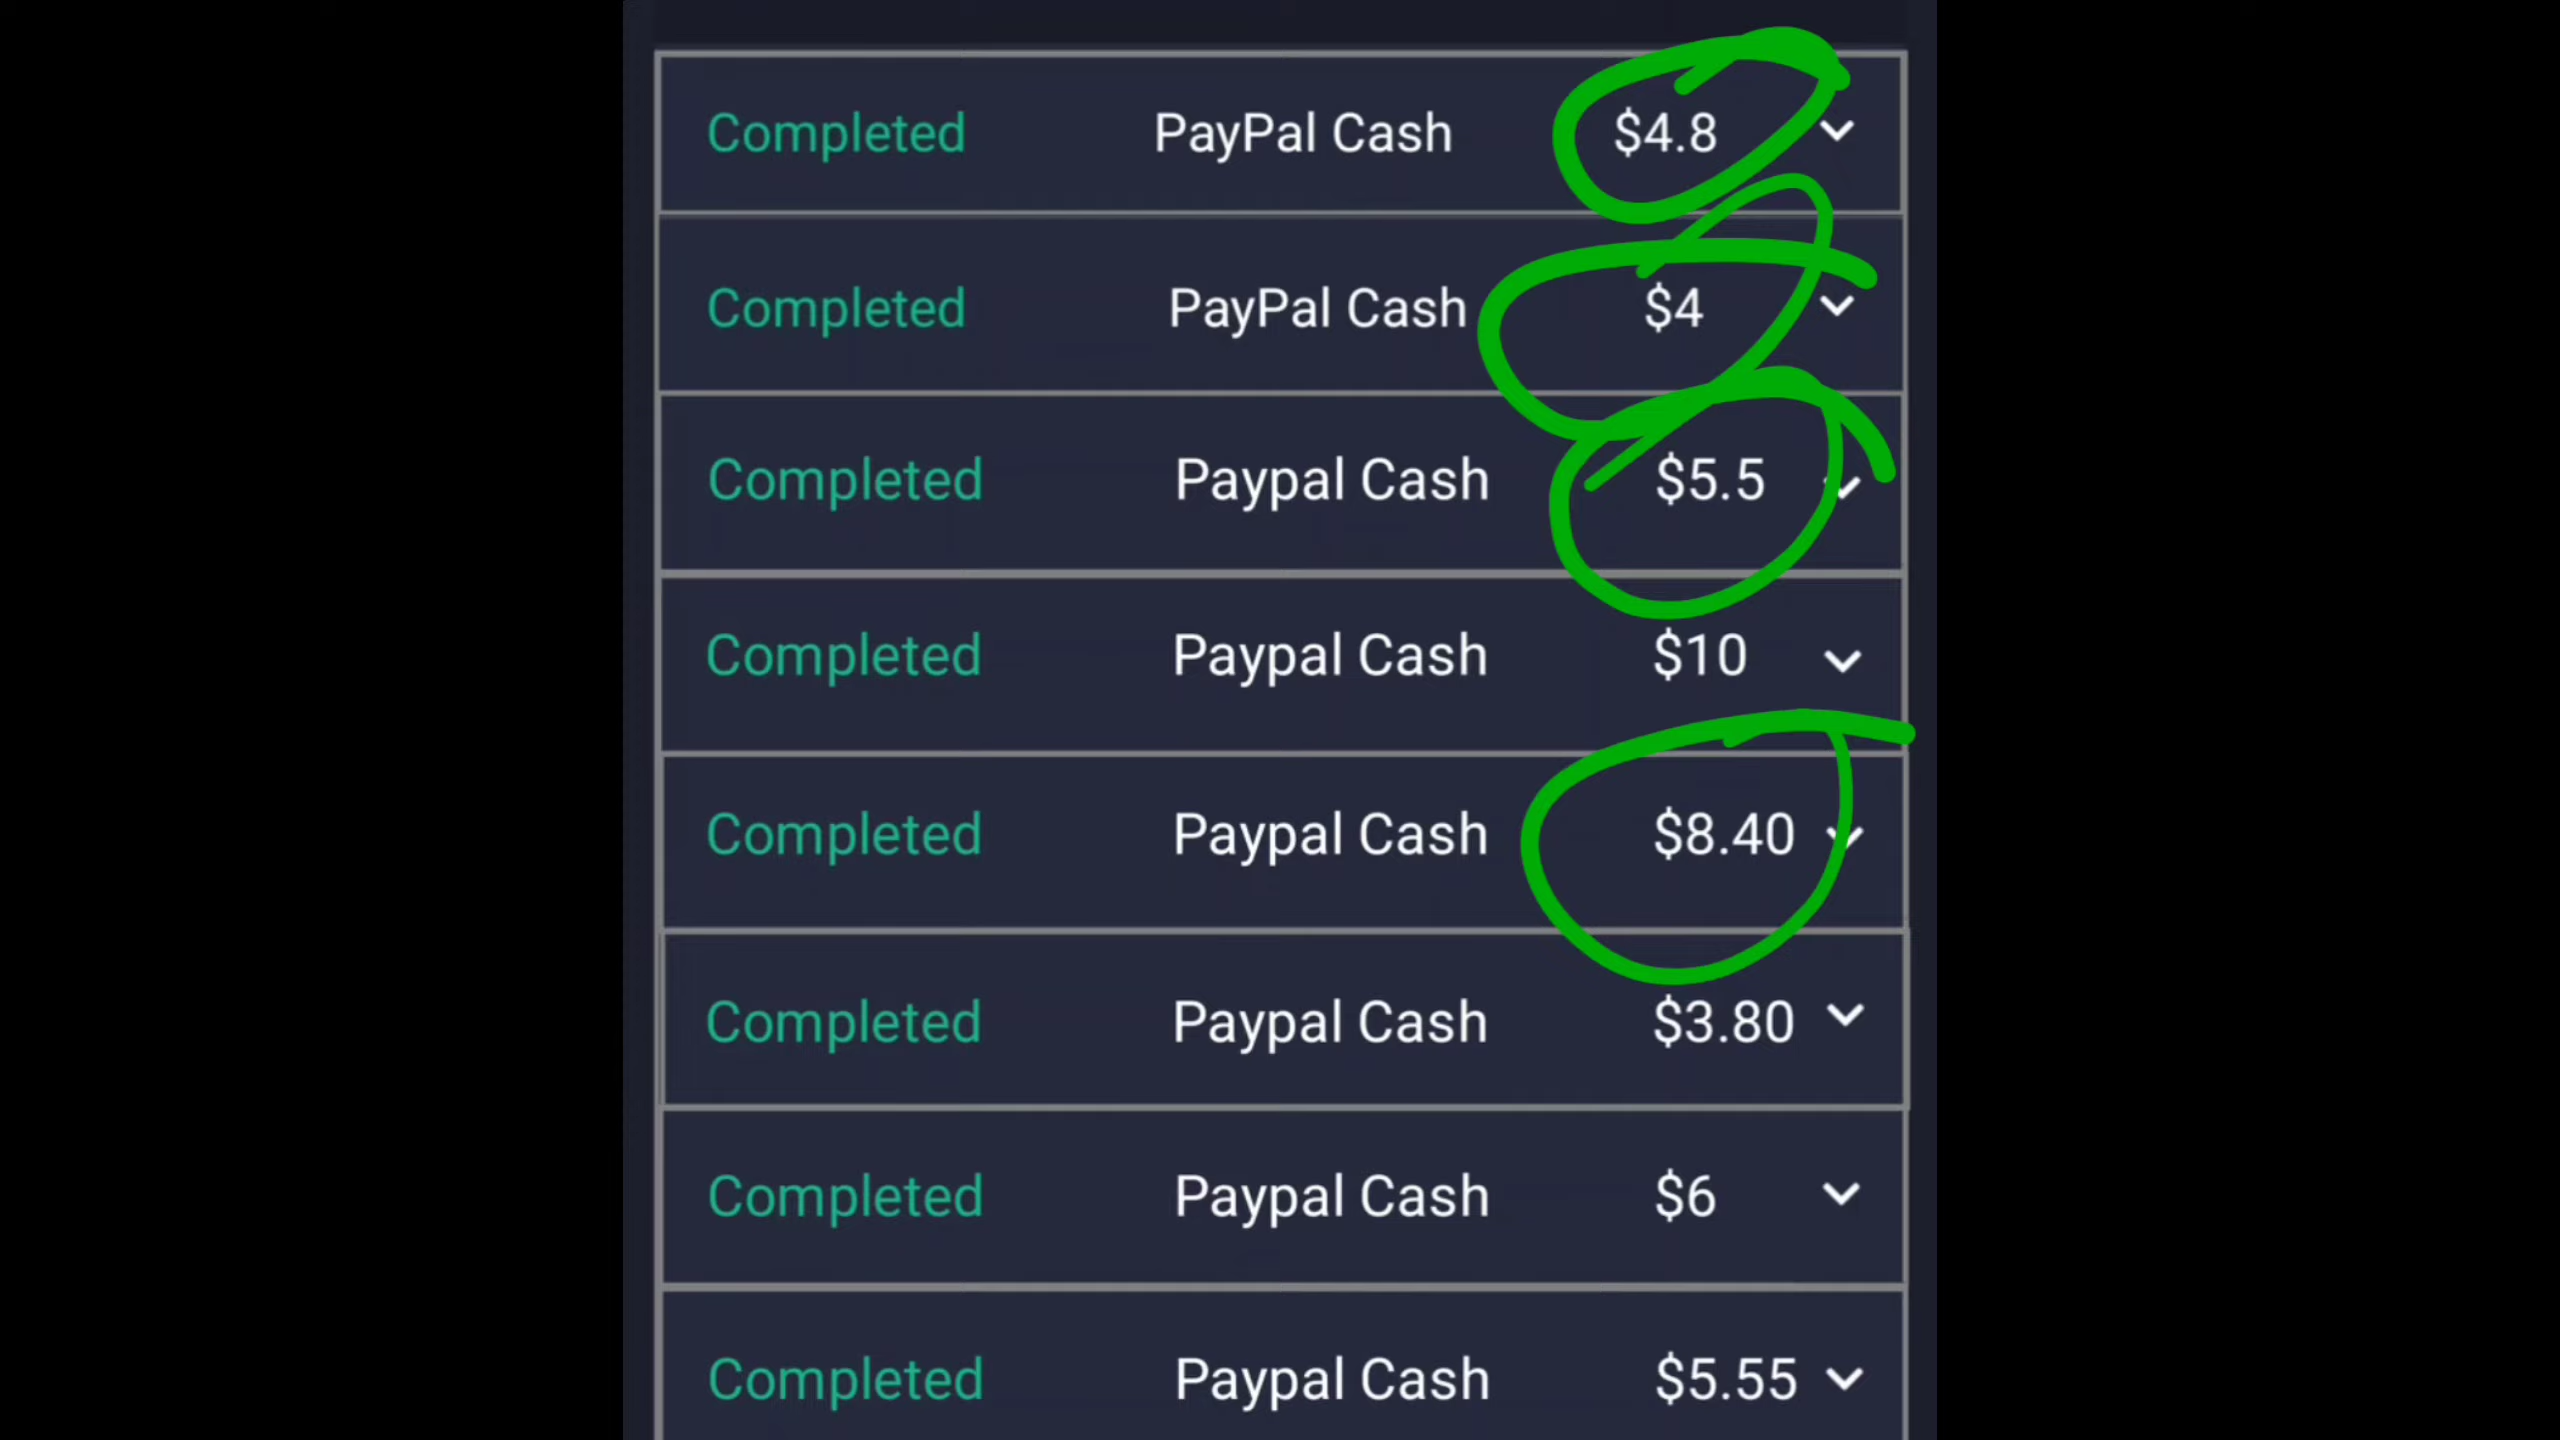 Completed PayPal Cash $4.8
Completed PayPal Cash $4
Completed Paypal Cash $5.5
Completed Paypal Cash $10
Completed Paypal Cash $8.40
Completed Paypal Cash $3.80
Completed Paypal Cash $6
Completed Paypal Cash $5.55